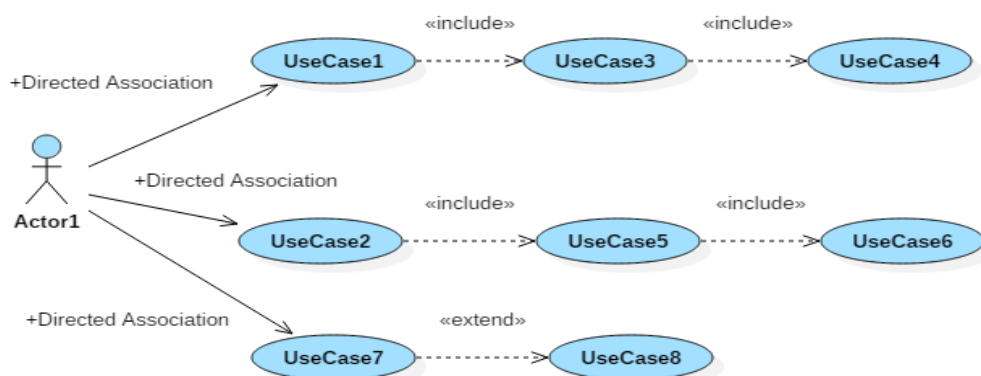 «include»
«include»
UseCase1
UseCase3
UseCase4
+Directed Association
+Directed Association
Actor1
«include»
«include»
UseCase2
UseCase5
UseCase6
+Directed Association
«extend»
UseCase7
UseCase8